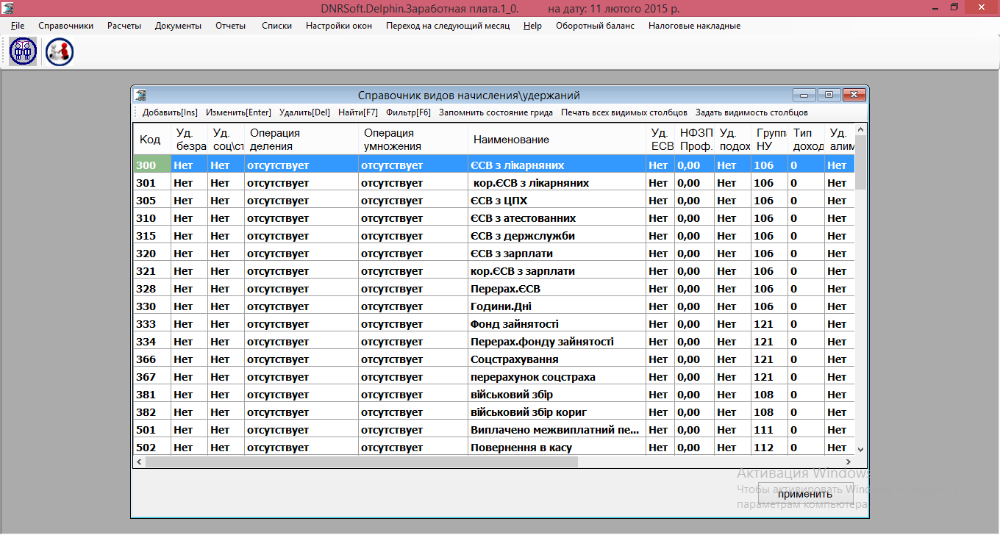 DNRSoft.Delphin.Заработная плата.1_0. на дату: 11 лютого 2015 р.
File Справочники Расчеты Документы Отчеты Списки Настройки окон Переход на следующий месяц Help Оборотный баланс Налоговые накладные
Справочник видов начисления\удержаний
Добавить[Ins] Изменить[Enter] Удалить[Del] Найти[F7] Фильтр[F6] Запомнить состояние грида Печать всех видимых столбцов Задать видимость столбцов
Код Уд. безра Уд. соц\ст Операция деления Операция умножения Наименование Уд. ЕСВ НФЗП Проф. Уд. подох Групп НУ Тип доход Уд. алим
300 Нет Нет отсутствует отсутствует ЄСВ з лікарняних Нет 0,00 Нет 106 0 Нет
301 Нет Нет отсутствует отсутствует кор.ЄСВ з лікарняних Нет 0,00 Нет 106 0 Нет
305 Нет Нет отсутствует отсутствует ЄСВ з ЦПХ Нет 0,00 Нет 106 0 Нет
310 Нет Нет отсутствует отсутствует ЄСВ з атестованних Нет 0,00 Нет 106 0 Нет
315 Нет Нет отсутствует отсутствует ЄСВ з держслужби Нет 0,00 Нет 106 0 Нет
320 Нет Нет отсутствует отсутствует ЄСВ з зарплати Нет 0,00 Нет 106 0 Нет
321 Нет Нет отсутствует отсутствует кор.ЄСВ з зарплати Нет 0,00 Нет 106 0 Нет
328 Нет Нет отсутствует отсутствует Перерах.ЄСВ Нет 0,00 Нет 106 0 Нет
330 Нет Нет отсутствует отсутствует Години.Дні Нет 0,00 Нет 106 0 Нет
333 Нет Нет отсутствует отсутствует Фонд зайнятості Нет 0,00 Нет 121 0 Нет
334 Нет Нет отсутствует отсутствует Перерах.фонду зайнятості Нет 0,00 Нет 121 0 Нет
366 Нет Нет отсутствует отсутствует Соцстрахування Нет 0,00 Нет 121 0 Нет
367 Нет Нет отсутствует отсутствует перерахунок соцстраха Нет 0,00 Нет 121 0 Нет
381 Нет Нет отсутствует отсутствует військовий збір Нет 0,00 Нет 108 0 Нет
382 Нет Нет отсутствует отсутствует військовий збір кориг Нет 0,00 Нет 108 0 Нет
501 Нет Нет отсутствует отсутствует Виплачено межвиплатний пе... Нет 0,00 Нет 111 0 Нет
502 Нет Нет отсутствует отсутствует Повернення в касу Нет 0,00 Нет 112 0 Нет
Активация Windows
Чтобы активировать Wind
применить
параметрам компьютера